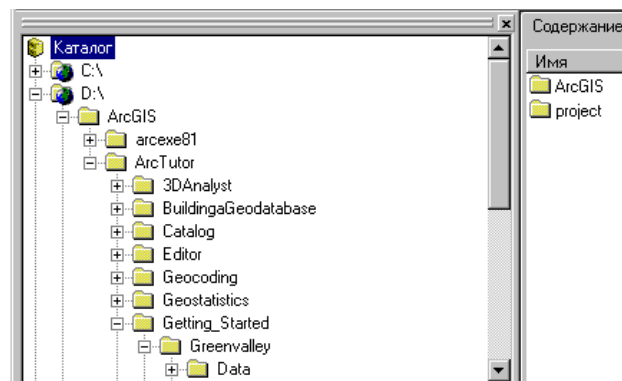 Каталог
C:\
D:\
ArcGIS
arcexe81
ArcTutor
3DAnalyst
BuildingaGeodatabase
Catalog
Editor
Geocoding
Geostatistics
Getting_Started
Greenvalley
Data
Содержание
Имя
ArcGIS
project